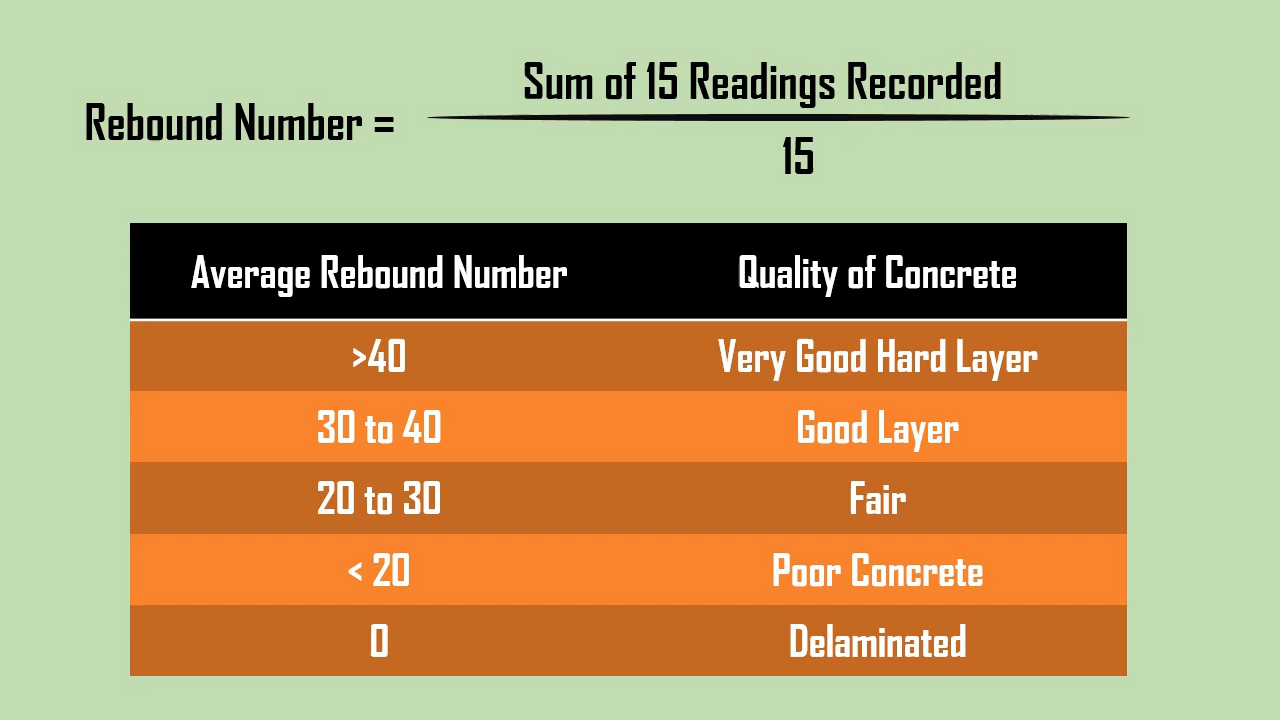 Sum of 15 Readings Recorded
Rebound Number =
15
Average Rebound Number Quality of Concrete
>40 Very Good Hard Layer
30 to 40 Good Layer
20 to 30 Fair
< 20 Poor Concrete
0 Delaminated